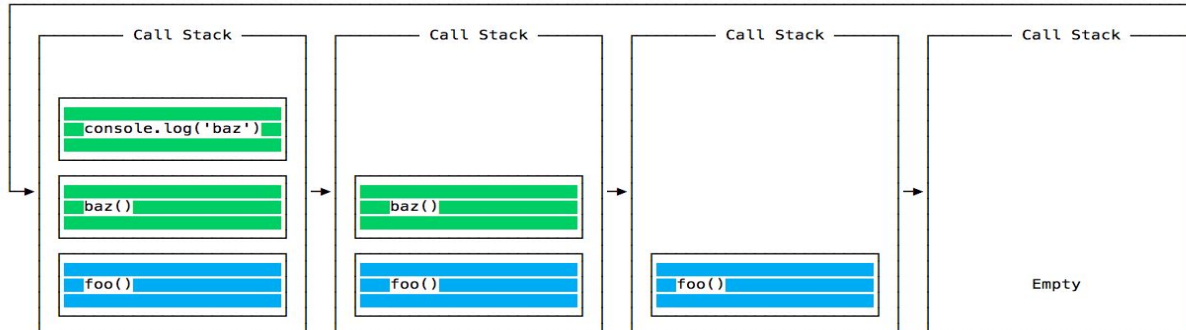 Call Stack Call Stack Call Stack Call Stack
console.log('baz')
baz() baz()
foo() foo() foo() Empty